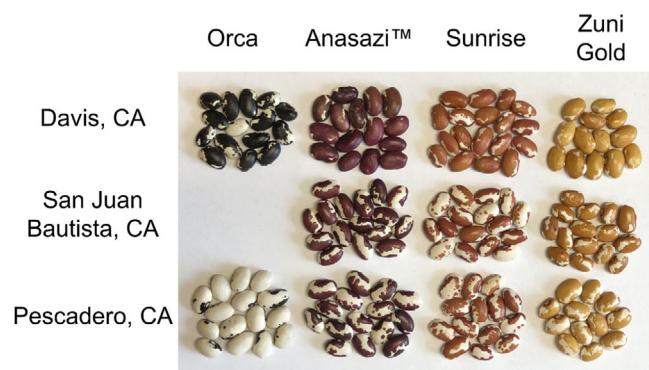 Orca
Anasazi™
Sunrise
Zuni
Gold
Davis, CA
San Juan
Bautista, CA
Pescadero, CA